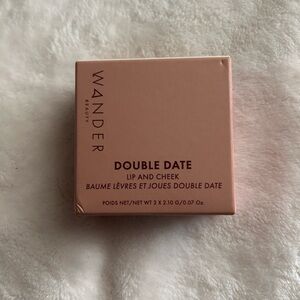 WANDER
BEAUTY
DOUBLE DATE
LIP AND CHEEK
BAUME LÈVRES ET JOUES DOUBLE DATE
POIDS NET/NET WT 2 X 2.10 G/0.07 Oz.